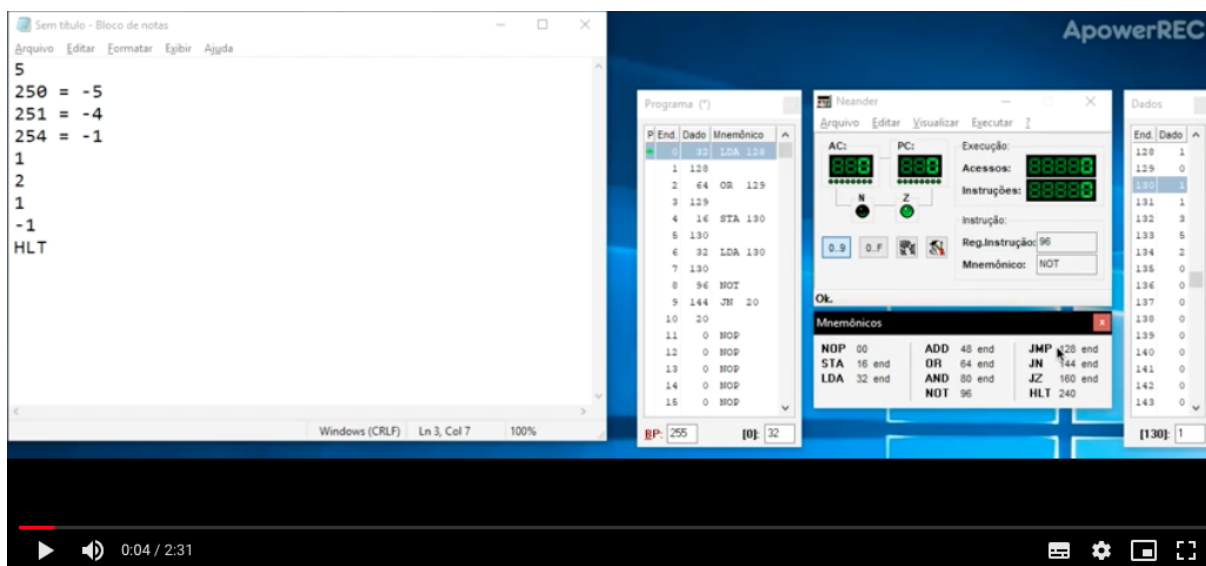 Sem título - Bloco de notas
Arquivo Editar Formatar Exibir Ajuda
5
250 = -5
251 = -4
254 = -1
1
2
1
-1
HLT
Windows (CRLF) Ln 3, Col 7 100%
ApowerREC
Programa (*)
P End. Dado Mnemônico
0 32 LDA 128
1 128
2 64 OR 129
3 129
4 16 STA 130
5 130
6 32 LDA 130
7 130
8 96 NOT
9 144 JN 20
10 20
11 0 NOP
12 0 NOP
13 0 NOP
14 0 NOP
15 0 NOP
BP: 255 [0]: 32
Neander
Arquivo Editar Visualizar Executar ?
AC: PC: Execução:
0 0 Acessos: 0
Instruções: 0
N Z
Instrução:
0..9 0..F Reg.Instrução: 96
Mnemônico: NOT
Ok.
Mnemônicos
x
NOP 00 ADD 48 end JMP 128 end
STA 16 end OR 64 end JN 144 end
LDA 32 end AND 80 end JZ 160 end
NOT 96 HLT 240
Dados
End. Dado
128 1
129 0
130 1
131 1
132 3
133 5
134 2
135 0
136 0
137 0
138 0
139 0
140 0
141 0
142 0
143 0
[130]: 1
0:04 / 2:31